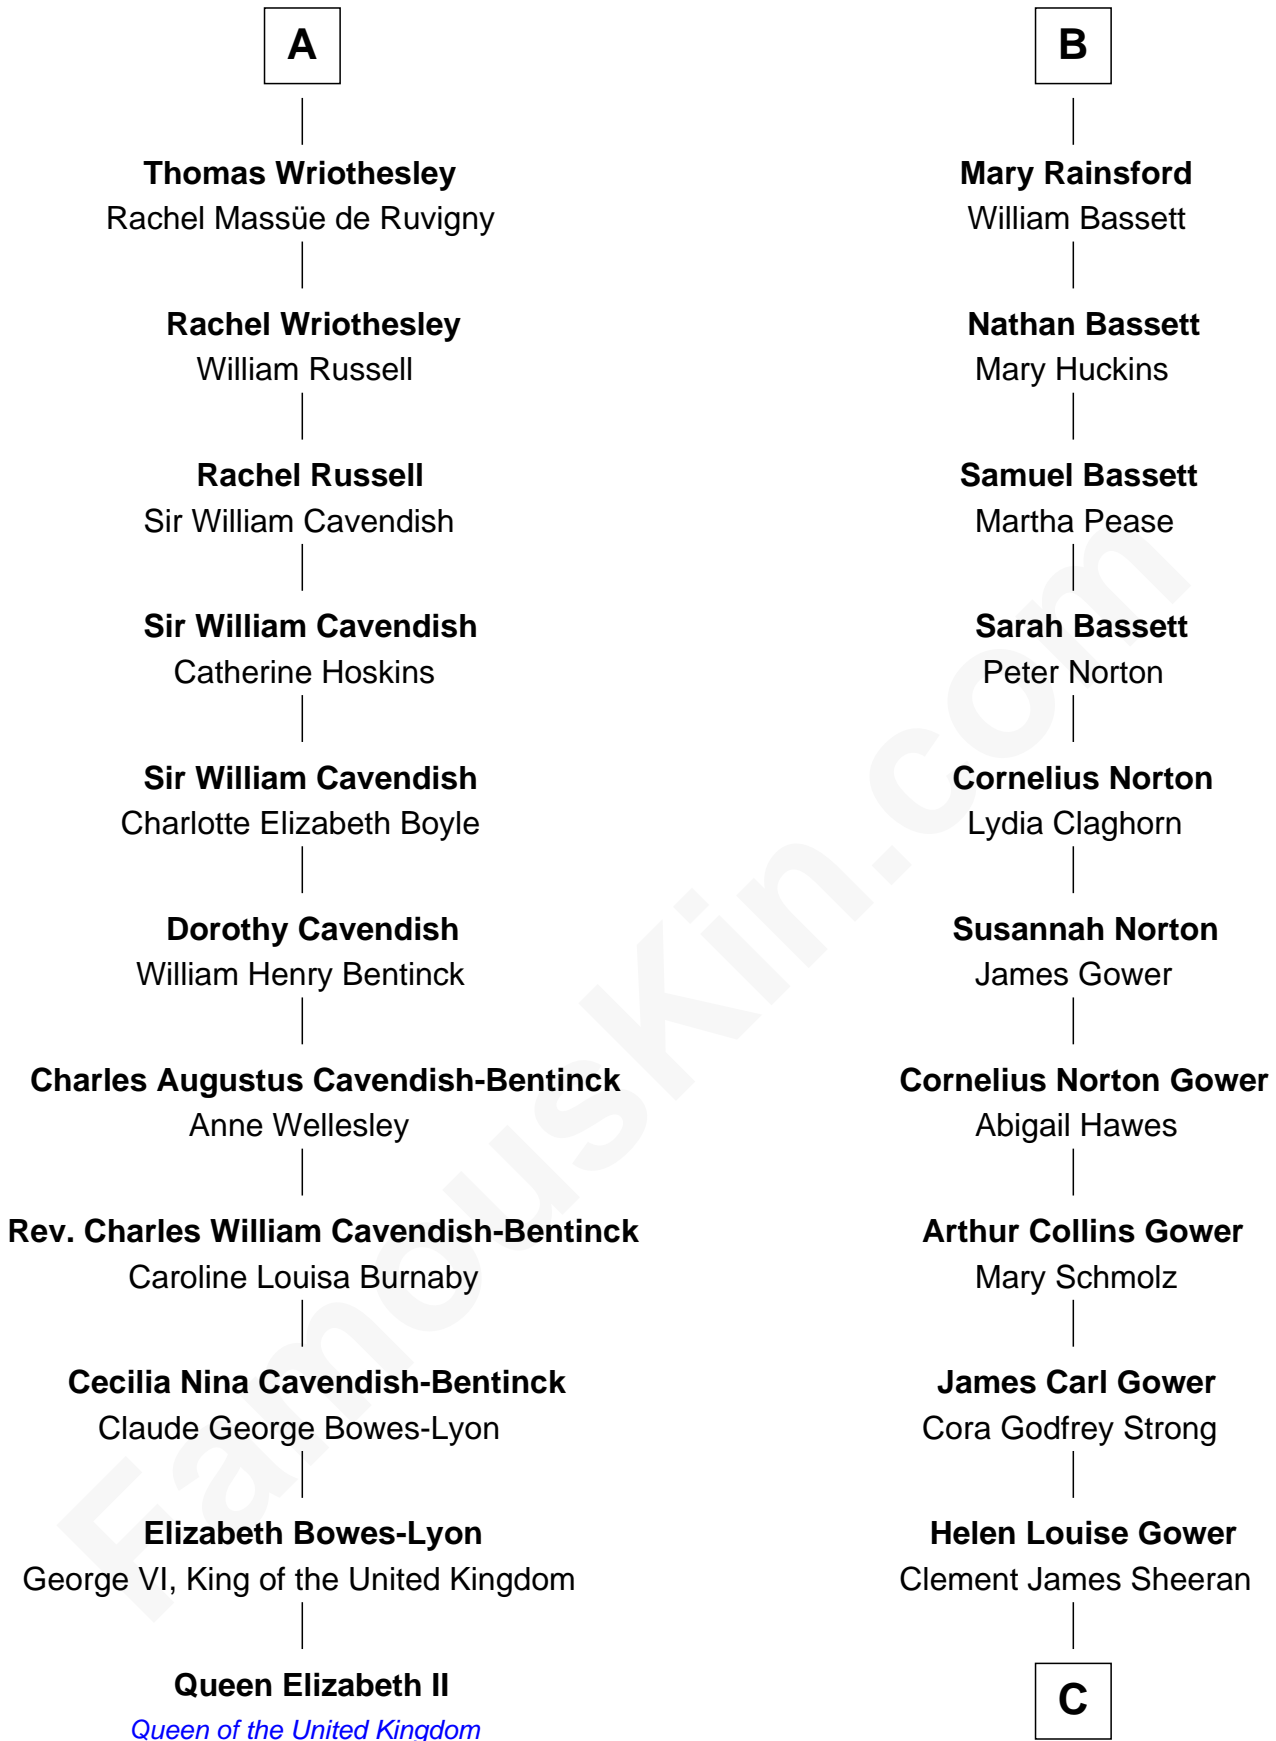 A
Thomas Wriothesley
Rachel Massüe de Ruvigny
Rachel Wriothesley
William Russell
Rachel Russell
Sir William Cavendish
Sir William Cavendish
Catherine Hoskins
Sir William Cavendish
Charlotte Elizabeth Boyle
Dorothy Cavendish
William Henry Bentinck
Charles Augustus Cavendish-Bentinck
Anne Wellesley
Rev. Charles William Cavendish-Bentinck
Caroline Louisa Burnaby
Cecilia Nina Cavendish-Bentinck
Claude George Bowes-Lyon
Elizabeth Bowes-Lyon
George VI, King of the United Kingdom
Queen Elizabeth II
Queen of the United Kingdom
B
Mary Rainsford
William Bassett
Nathan Bassett
Mary Huckins
Samuel Bassett
Martha Pease
Sarah Bassett
Peter Norton
Cornelius Norton
Lydia Claghorn
Susannah Norton
James Gower
Cornelius Norton Gower
Abigail Hawes
Arthur Collins Gower
Mary Schmolz
James Carl Gower
Cora Godfrey Strong
Helen Louise Gower
Clement James Sheeran
C
FamousKin.com